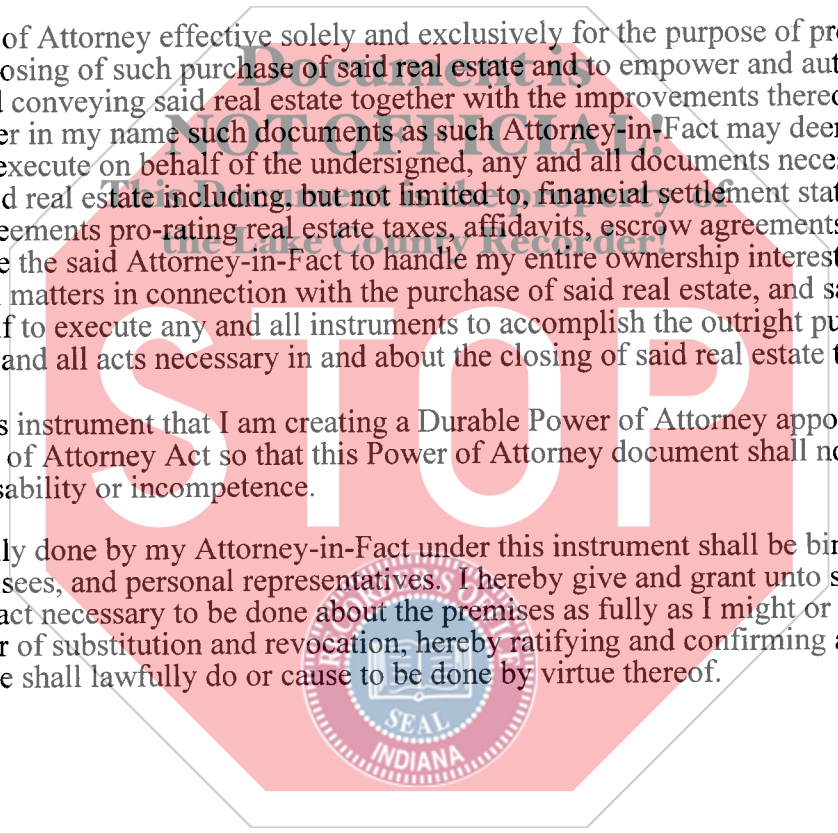 of Attorney effective solely and exclusively for the purpose of pr
Document is
osing of such purchase of said real estate and to empower and aut
conveying said real estate together with the improvements there
NOT OFFICIAL!
er in my name such documents as such Attorney-in-Fact may dee
execute on behalf of the undersigned, any and all documents nece
This Document is the property of
d real estate including, but not limited to, financial settlement stat
eements pro-rating real estate taxes, affidavits, escrow agreements
the Lake County Recorder!
e the said Attorney-in-Fact to handle my entire ownership interest
matters in connection with the purchase of said real estate, and sa
f to execute any and all instruments to accomplish the outright pu
and all acts necessary in and about the closing of said real estate t
STOP
s instrument that I am creating a Durable Power of Attorney appo
of Attorney Act so that this Power of Attorney document shall no
sability or incompetence.
ly done by my Attorney-in-Fact under this instrument shall be bin
sees, and personal representatives. I hereby give and grant unto s
act necessary to be done about the premises as fully as I might or
r of substitution and revocation, hereby ratifying and confirming a
e shall lawfully do or cause to be done by virtue thereof.
RECORDER'S OFFICE
SEAL
INDIANA